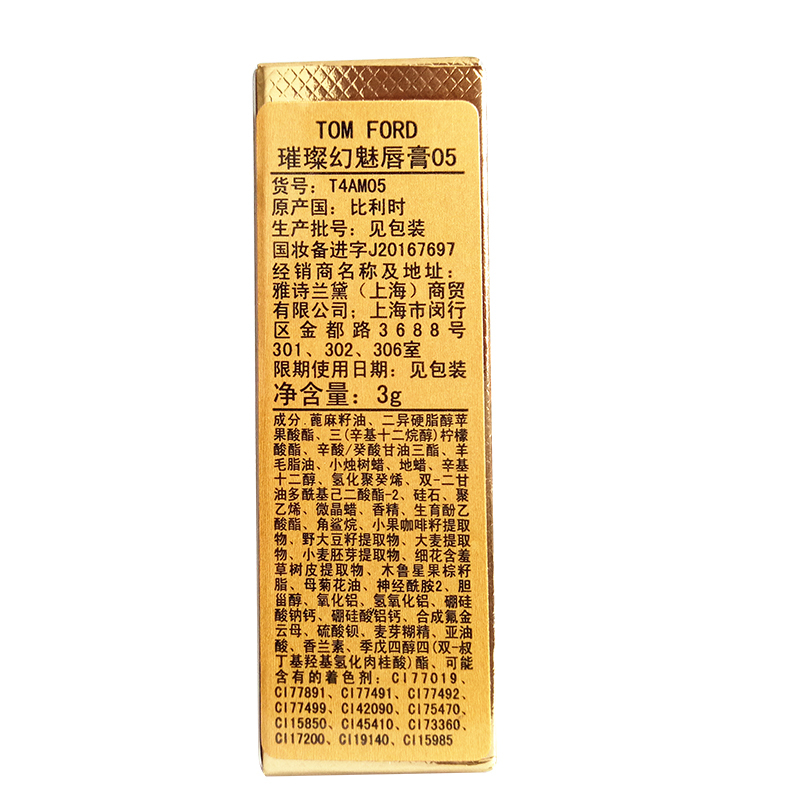 TOM FORD
璀璨幻魅唇膏05
货号：T4AM05
原产国：比利时
生产批号：见包装
国妆备进字J20167697
经销商名称及地址：
雅诗兰黛（上海）商贸
有限公司；上海市闵行
区金都路3688号
301、302、306室
限期使用日期：见包装
净含量：3g
成分.蓖麻籽油、二异硬脂醇苹
果酸酯、三(辛基十二烷醇)柠檬
酸酯、辛酸/癸酸甘油三酯、羊
毛脂油、小烛树蜡、地蜡、辛基
十二醇、氢化聚癸烯、双-二甘
油多酰基己二酸酯-2、硅石、聚
乙烯、微晶蜡、香精、生育酚乙
酸酯、角鲨烷、小果咖啡籽提取
物、野大豆籽提取物、大麦提取
物、小麦胚芽提取物、细花含羞
草树皮提取物、木鲁星果棕籽
脂、母菊花油、神经酰胺2、胆
甾醇、氧化铝、氢氧化铝、硼硅
酸钠钙、硼硅酸铝钙、合成氟金
云母、硫酸钡、麦芽糊精、亚油
酸、香兰素、季戊四醇四(双-叔
丁基羟基氢化肉桂酸)酯、可能
含有的着色剂：CI77019、
CI77891、CI77491、CI77492、
CI77499、CI42090、CI75470、
CI15850、CI45410、CI73360、
CI17200、CI19140、CI15985